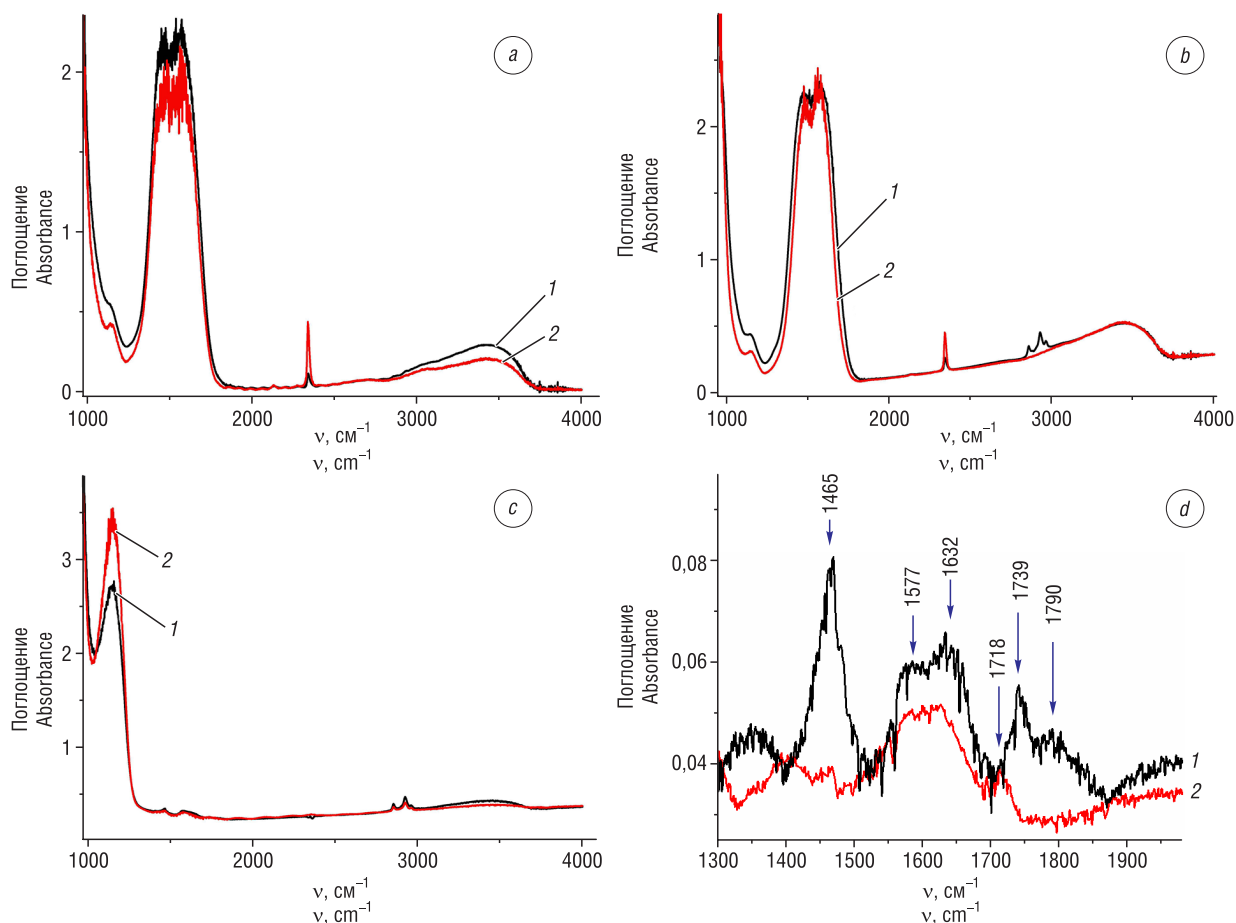 a
Поглощение
Absorbance
2
1
0
1
2
1000
2000
3000
4000
ν, см⁻¹
ν, cm⁻¹
b
Поглощение
Absorbance
2
1
0
1
2
1000
2000
3000
4000
ν, см⁻¹
ν, cm⁻¹
c
Поглощение
Absorbance
3
2
1
2
1
1000
2000
3000
4000
ν, см⁻¹
ν, cm⁻¹
d
Поглощение
Absorbance
0,08
0,06
0,04
1465
1577
1632
1718
1739
1790
1
2
1300
1400
1500
1600
1700
1800
1900
ν, см⁻¹
ν, cm⁻¹